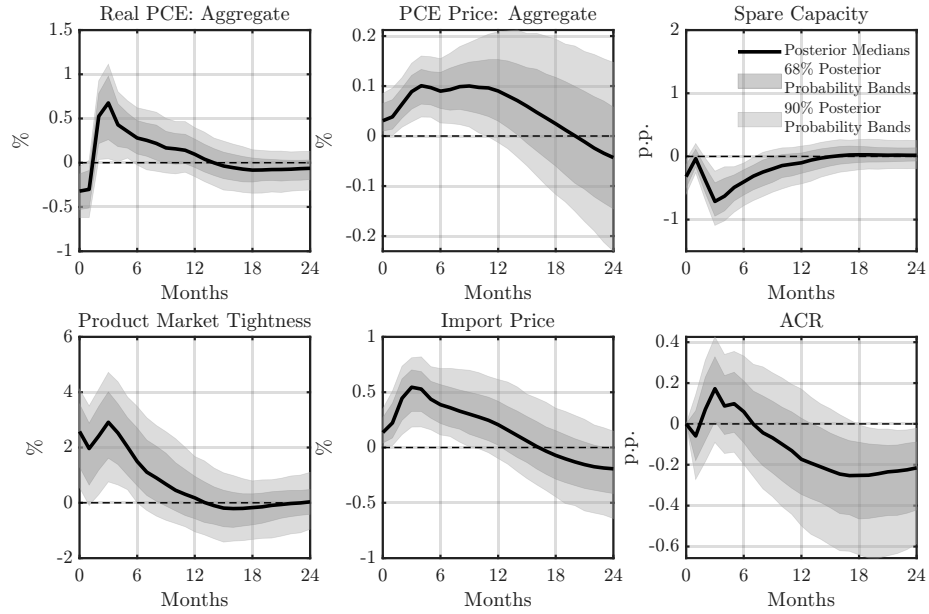 Real PCE: Aggregate
1.5
1
0.5
0
-0.5
-1
%
0 6 12 18 24
Months
PCE Price: Aggregate
0.2
0.1
0
0.1
-0.2
%
0 6 12 18 24
Months
Spare Capacity
2
1
0
-1
p.p.
Posterior Medians
68% Posterior
Probability Bands
90% Posterior
Probability Bands
0 6 12 18 24
Months
Product Market Tightness
6
4
2
0
-2
%
0 6 12 18 24
Months
Import Price
1
0.5
0
-0.5
-1
%
0 6 12 18 24
Months
ACR
0.4
0.2
0
-0.2
-0.4
-0.6
p.p.
0 6 12 18 24
Months